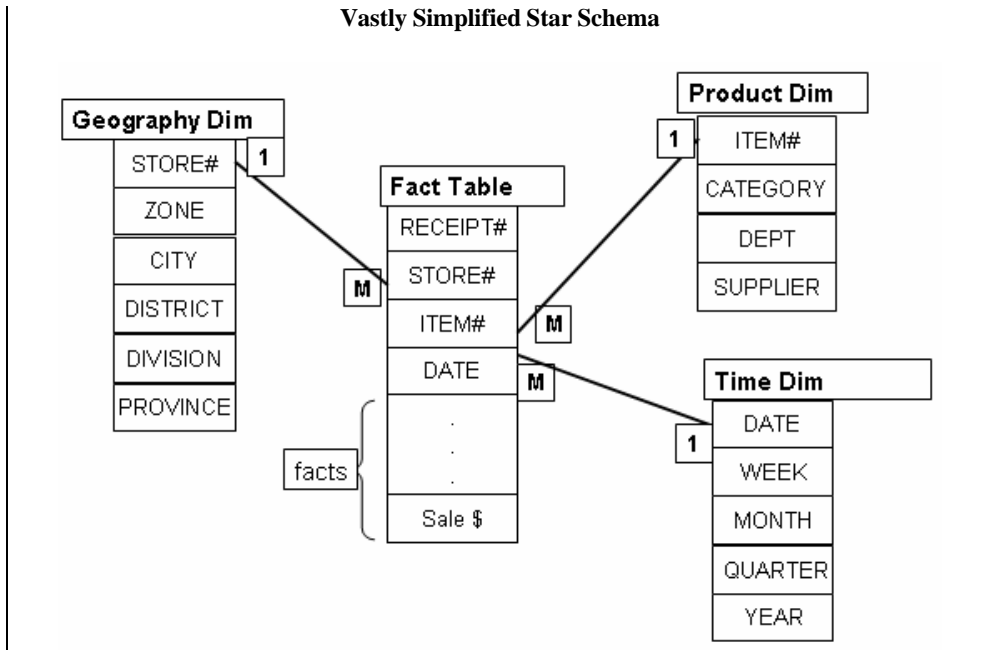 Vastly Simplified Star Schema
Geography Dim
STORE#
ZONE
CITY
DISTRICT
DIVISION
PROVINCE
1
M
Fact Table
RECEIPT#
STORE#
ITEM#
DATE
.
.
.
Sale $
facts
Product Dim
1
ITEM#
CATEGORY
DEPT
SUPPLIER
M
M
Time Dim
1
DATE
WEEK
MONTH
QUARTER
YEAR